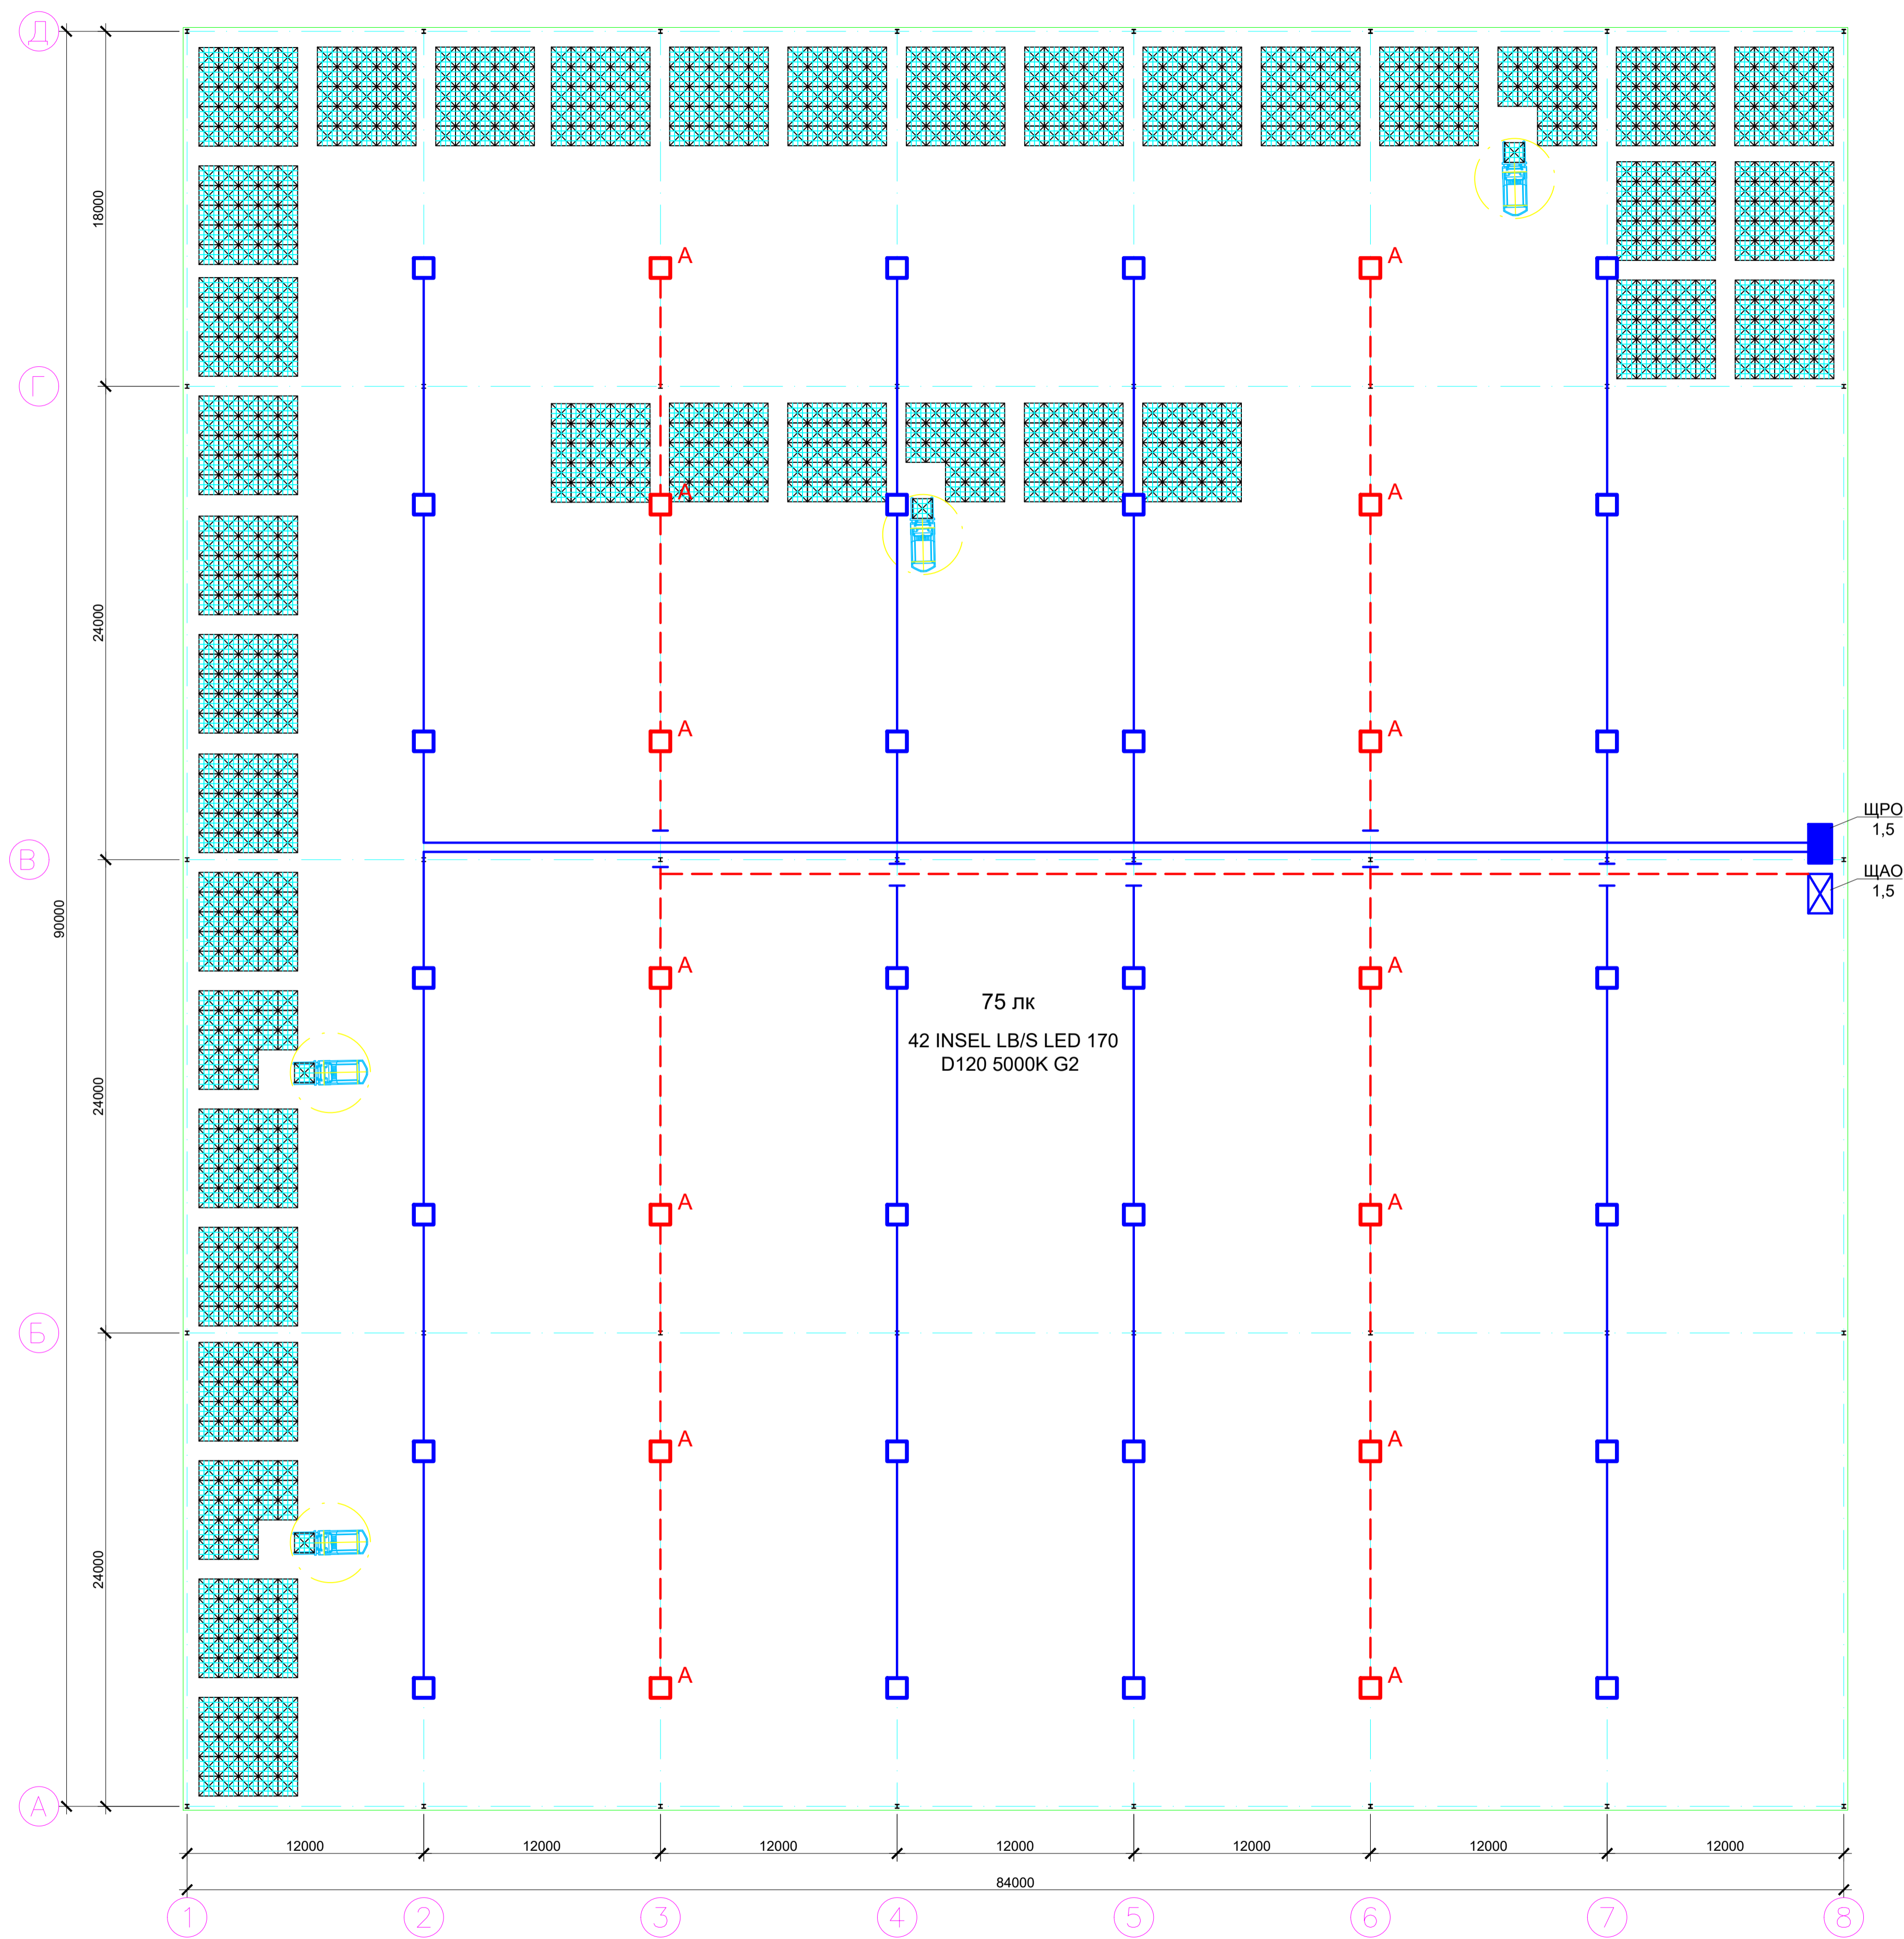 Д
18000
А
А
Г
А
А
24000
А
А
ЩРО
1,5
В
ЩАО
1,5
90000
А
А
75 лк
42 INSEL LB/S LED 170
D120 5000K G2
24000
А
А
Б
А
А
24000
А
А
А
12000 12000 12000 12000 12000 12000 12000
84000
1 2 3 4 5 6 7 8